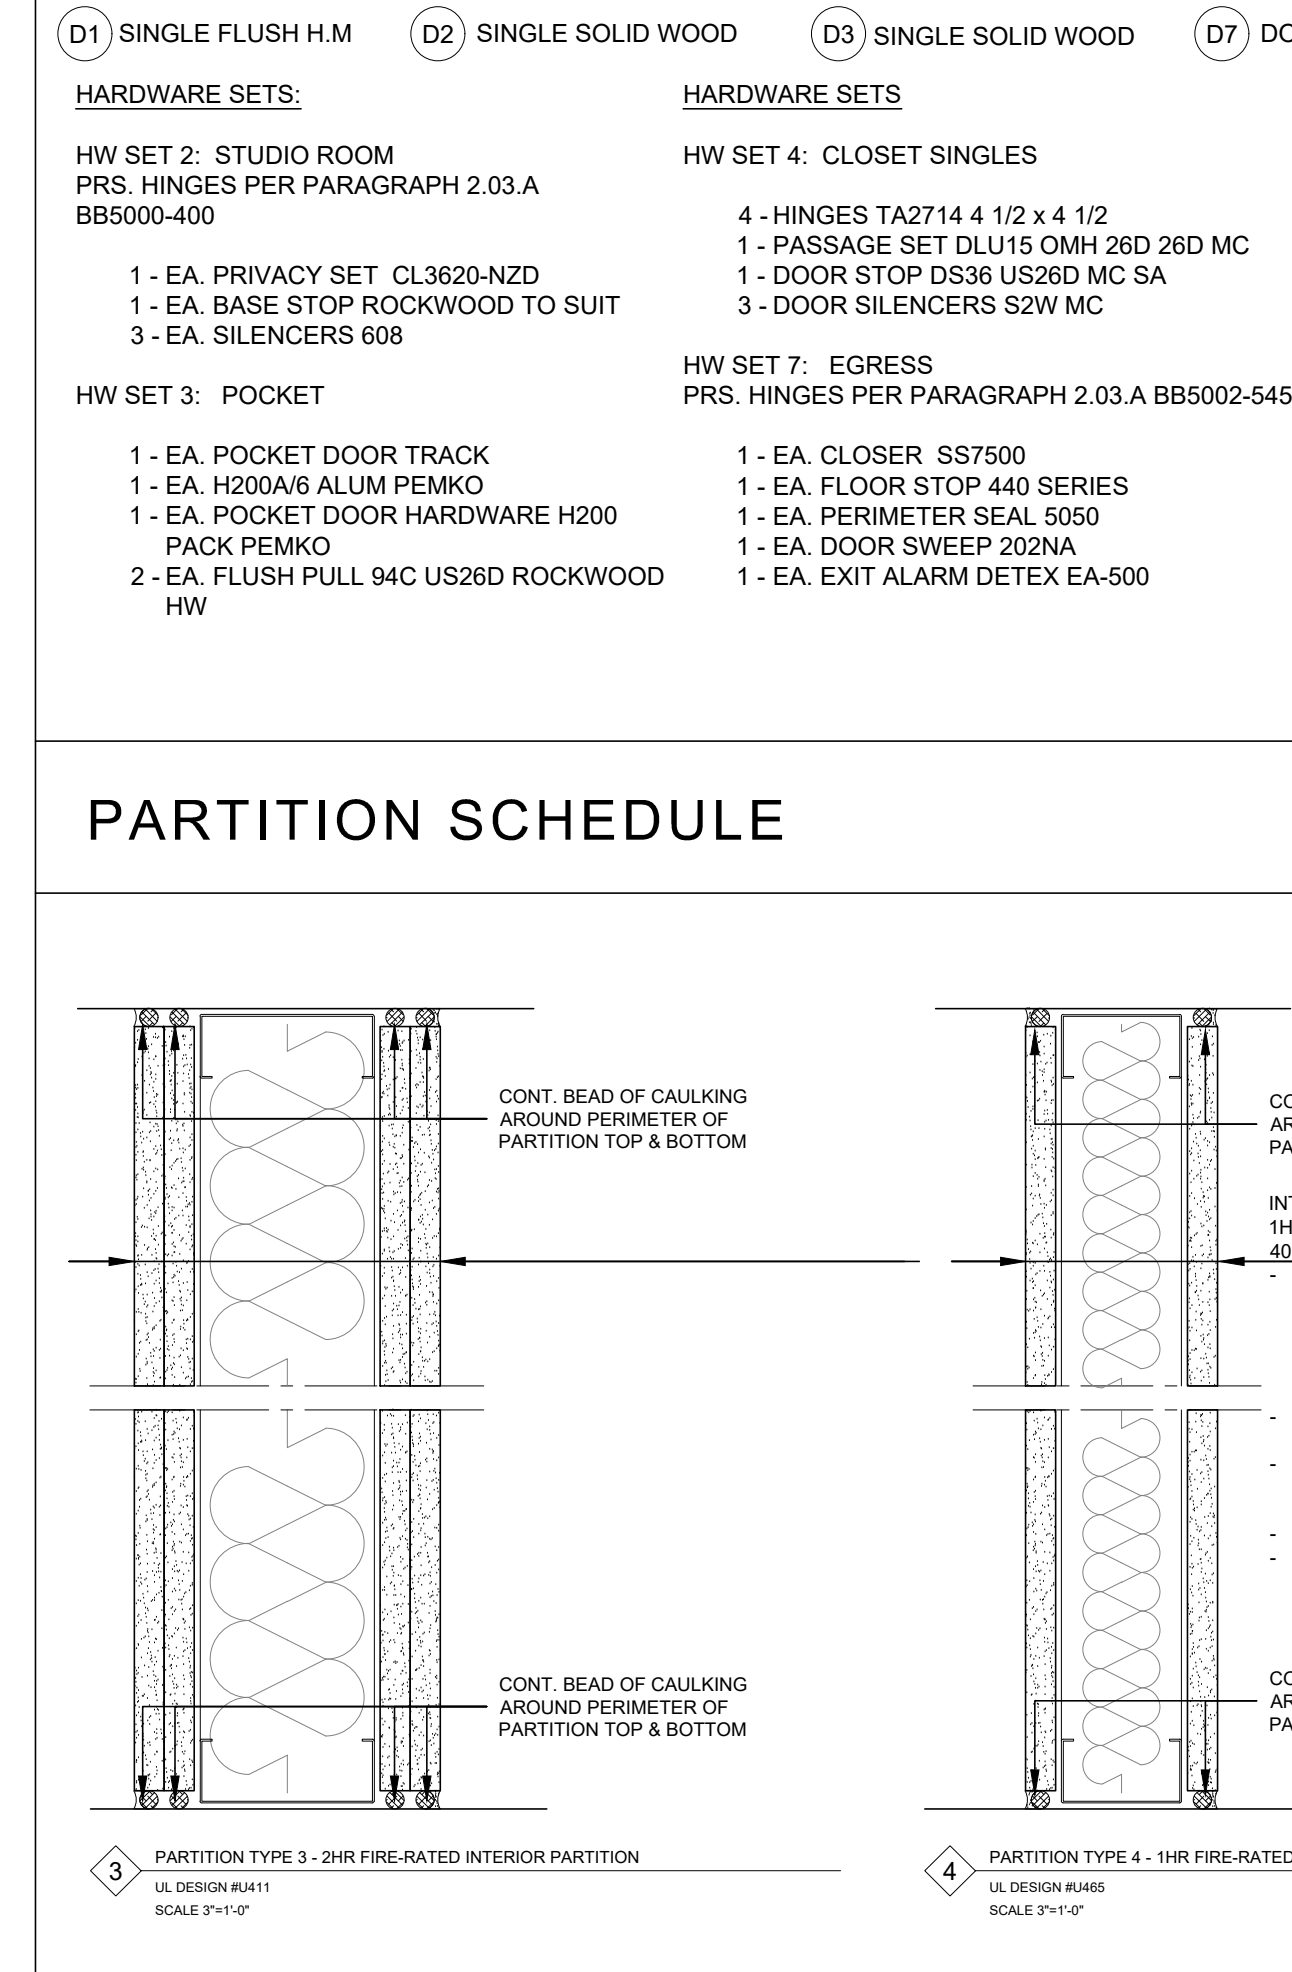 D1 SINGLE FLUSH H.M
D2 SINGLE SOLID WOOD
D3 SINGLE SOLID WOOD
D7
HARDWARE SETS:
HW SET 2: STUDIO ROOM
PRS. HINGES PER PARAGRAPH 2.03.A
BB5000-400
1 - EA. PRIVACY SET CL3620-NZD
1 - EA. BASE STOP ROCKWOOD TO SUIT
3 - EA. SILENCERS 608
HW SET 3: POCKET
1 - EA. POCKET DOOR TRACK
1 - EA. H200A/6 ALUM PEMKO
1 - EA. POCKET DOOR HARDWARE H200
PACK PEMKO
2 - EA. FLUSH PULL 94C US26D ROCKWOOD
HW
HARDWARE SETS
HW SET 4: CLOSET SINGLES
4 - HINGES TA2714 4 1/2 x 4 1/2
1 - PASSAGE SET DLU15 OMH 26D 26D MC
1 - DOOR STOP DS36 US26D MC SA
3 - DOOR SILENCERS S2W MC
HW SET 7: EGRESS
PRS. HINGES PER PARAGRAPH 2.03.A BB5002-545
1 - EA. CLOSER SS7500
1 - EA. FLOOR STOP 440 SERIES
1 - EA. PERIMETER SEAL 5050
1 - EA. DOOR SWEEP 202NA
1 - EA. EXIT ALARM DETEX EA-500
PARTITION SCHEDULE
CONT. BEAD OF CAULKING
AROUND PERIMETER OF
PARTITION TOP & BOTTOM
CONT. BEAD OF CAULKING
AROUND PERIMETER OF
PARTITION TOP & BOTTOM
3 PARTITION TYPE 3 - 2HR FIRE-RATED INTERIOR PARTITION
UL DESIGN #U411
SCALE 3"=1'-0"
4 PARTITION TYPE 4 - 1HR FIRE-RATED
UL DESIGN #U465
SCALE 3"=1'-0"